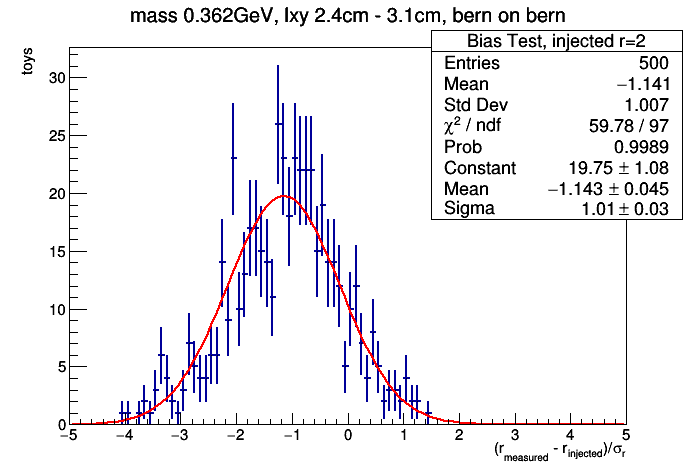 mass 0.362GeV, lxy 2.4cm - 3.1cm, bern on bern
toys
Bias Test, injected r=2
Entries 500
Mean −1.141
Std Dev 1.007
χ² / ndf 59.78 / 97
Prob 0.9989
Constant 19.75 ± 1.08
Mean −1.143 ± 0.045
Sigma 1.01 ± 0.03
30
25
20
15
10
5
0
−5 −4 −3 −2 −1 0 1 2 3 4 5
(r_measured - r_injected)/σ_r